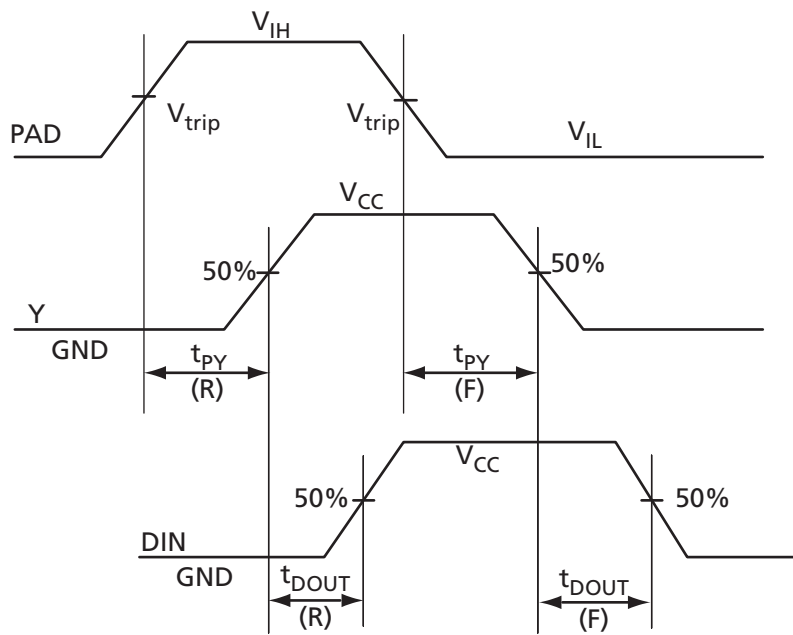 V_IH
V_trip
V_trip
PAD
V_IL
V_CC
50%
50%
Y
GND
t_PY
(R)
t_PY
(F)
V_CC
50%
50%
DIN
GND
t_DOUT
(R)
t_DOUT
(F)